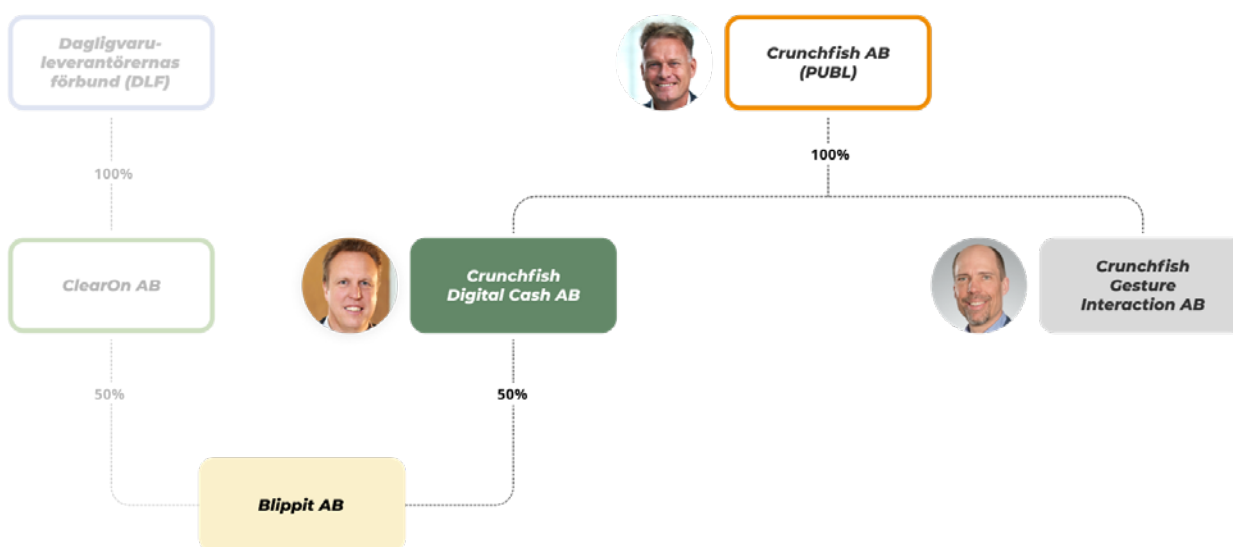 Dagligvaru-
leverantörernas
förbund (DLF)
Crunchfish AB
(PUBL)
100%
100%
ClearOn AB
Crunchfish
Digital Cash AB
Crunchfish
Gesture
Interaction AB
50%
50%
Blippit AB